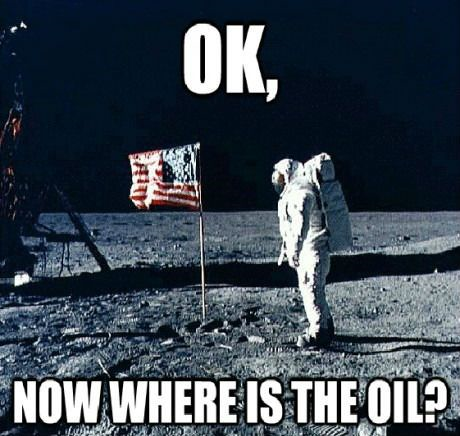 OK,
NOW WHERE IS THE OIL?